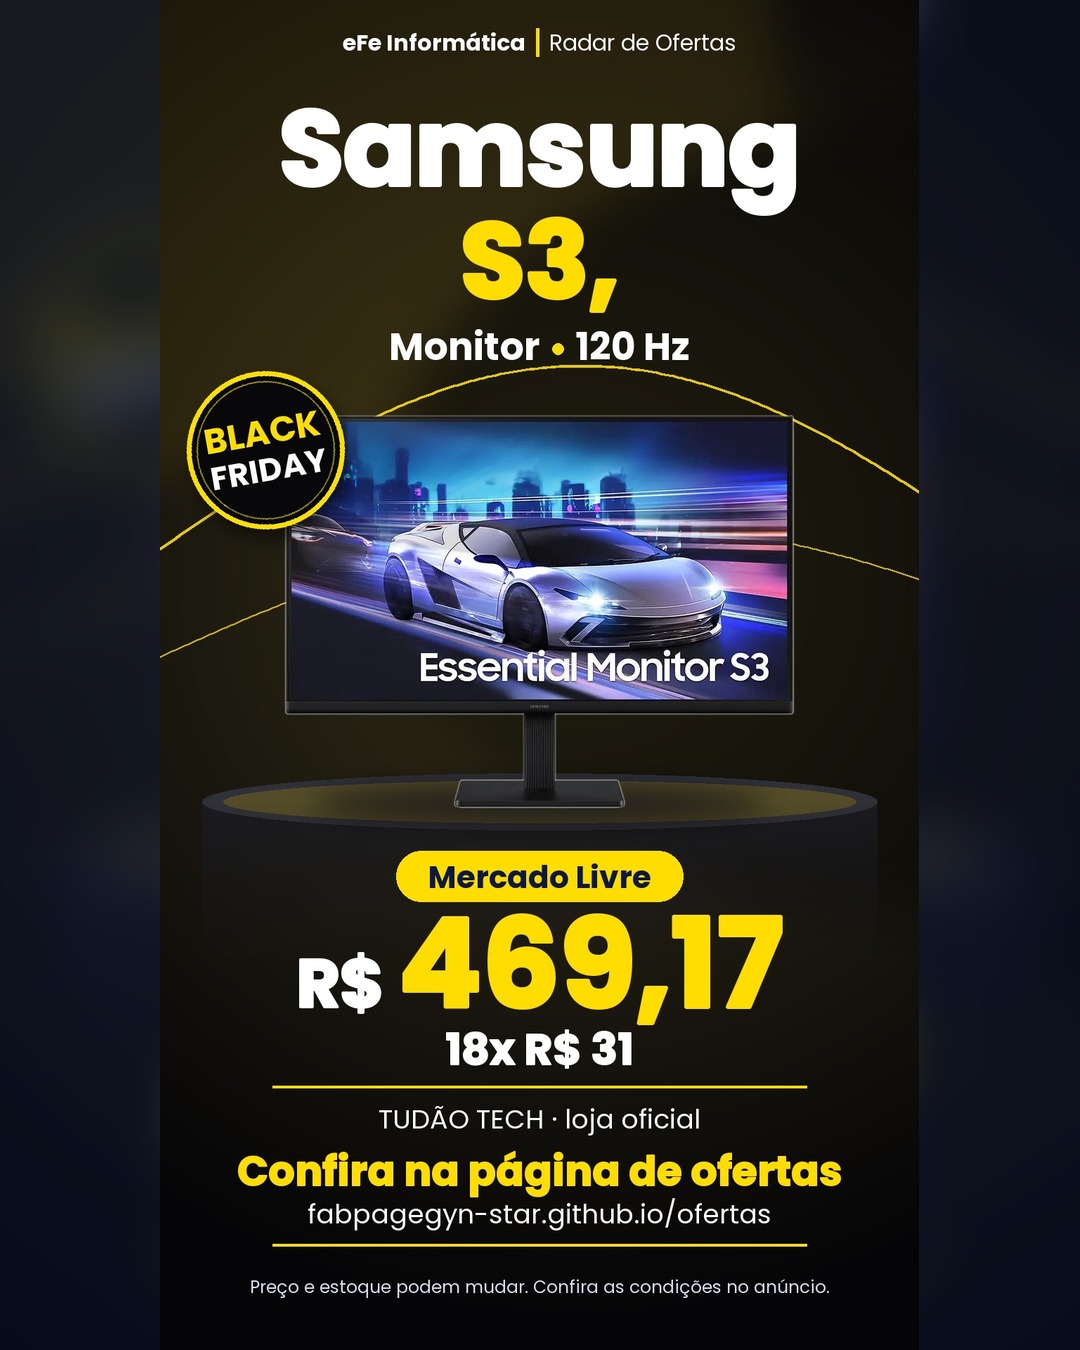 eFe Informática | Radar de Ofertas
Samsung
S3,
Monitor • 120 Hz
BLACK
FRIDAY
Essential Monitor S3
SAMSUNG
Mercado Livre
R$ 469,17
18x R$ 31
TUDÃO TECH · loja oficial
Confira na página de ofertas
fabpagegyn-star.github.io/ofertas
Preço e estoque podem mudar. Confira as condições no anúncio.